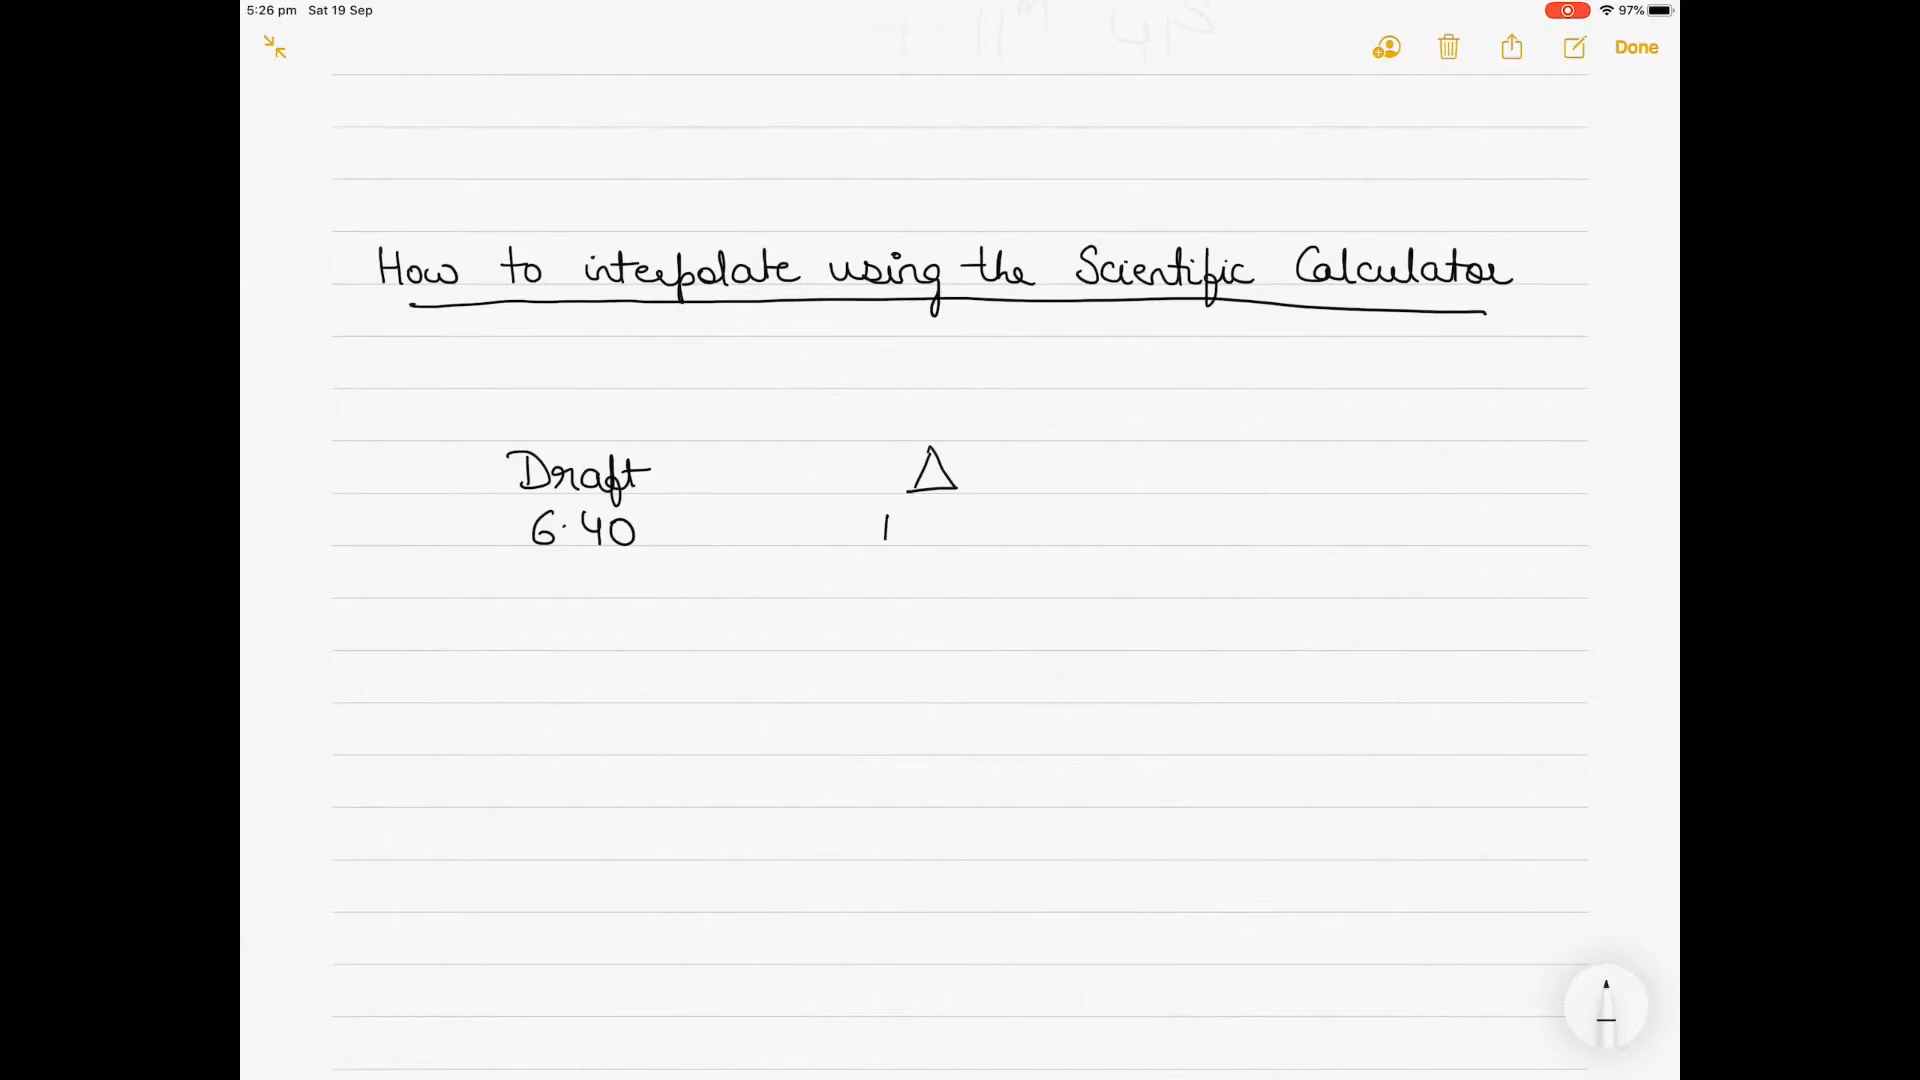 5:26 pm Sat 19 Sep 97%
Done
How to interpolate using the Scientific Calculator
Draft Δ
6.40 1